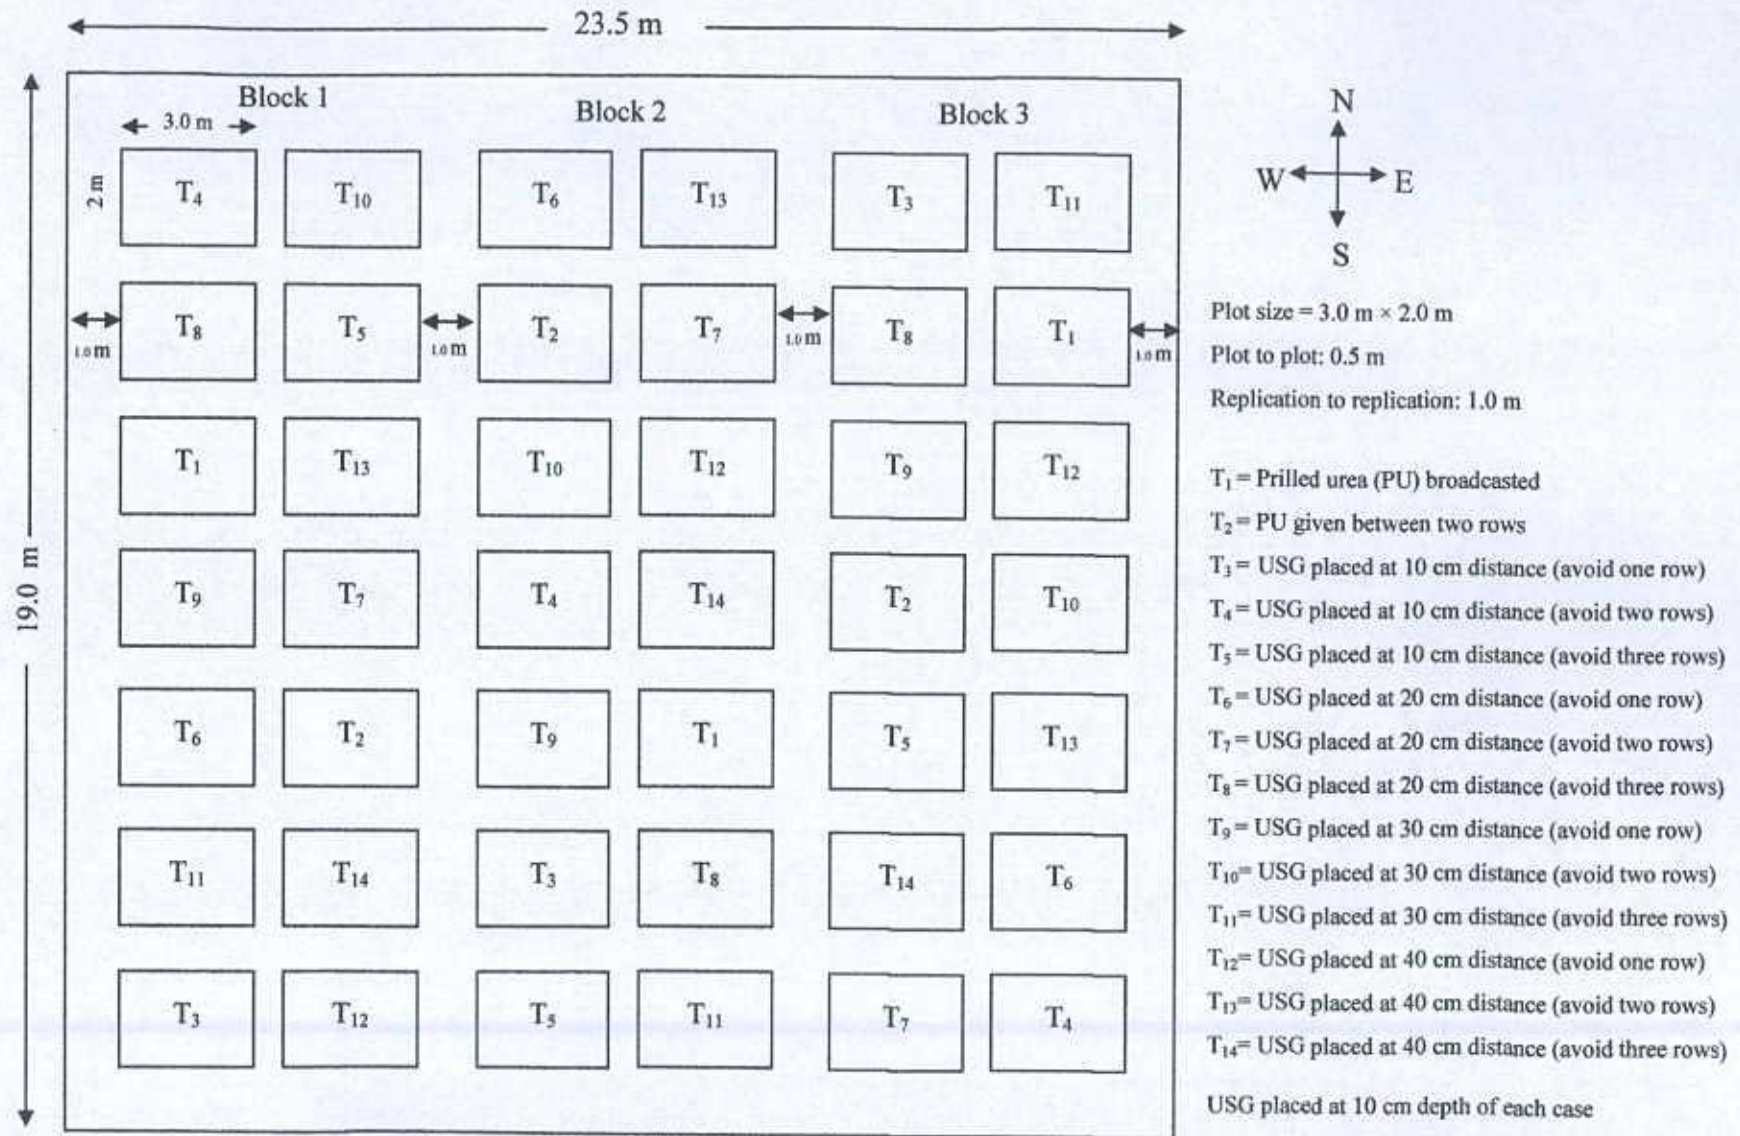 23.5 m
Block 1
Block 2
Block 3
3.0 m
2 m
19.0 m
N
W E
S
T₄ T₁₀ T₆ T₁₃ T₃ T₁₁
T₈ T₅ T₂ T₇ T₈ T₁
1.0 m 1.0 m 1.0 m 1.0 m
T₁ T₁₃ T₁₀ T₁₂ T₉ T₁₂
T₉ T₇ T₄ T₁₄ T₂ T₁₀
T₆ T₂ T₉ T₁ T₅ T₁₃
T₁₁ T₁₄ T₃ T₈ T₁₄ T₆
T₃ T₁₂ T₅ T₁₁ T₇ T₄
Plot size = 3.0 m × 2.0 m
Plot to plot: 0.5 m
Replication to replication: 1.0 m
T₁= Prilled urea (PU) broadcasted
T₂= PU given between two rows
T₃= USG placed at 10 cm distance (avoid one row)
T₄= USG placed at 10 cm distance (avoid two rows)
T₅= USG placed at 10 cm distance (avoid three rows)
T₆= USG placed at 20 cm distance (avoid one row)
T₇= USG placed at 20 cm distance (avoid two rows)
T₈= USG placed at 20 cm distance (avoid three rows)
T₉= USG placed at 30 cm distance (avoid one row)
T₁₀= USG placed at 30 cm distance (avoid two rows)
T₁₁= USG placed at 30 cm distance (avoid three rows)
T₁₂= USG placed at 40 cm distance (avoid one row)
T₁₃= USG placed at 40 cm distance (avoid two rows)
T₁₄= USG placed at 40 cm distance (avoid three rows)
USG placed at 10 cm depth of each case